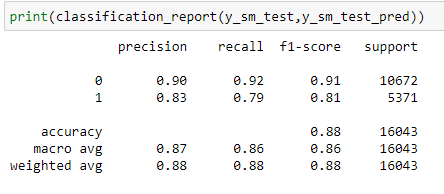 print(classification_report(y_sm_test,y_sm_test_pred))
precision recall f1-score support
0 0.90 0.92 0.91 10672
1 0.83 0.79 0.81 5371
accuracy 0.88 16043
macro avg 0.87 0.86 0.86 16043
weighted avg 0.88 0.88 0.88 16043